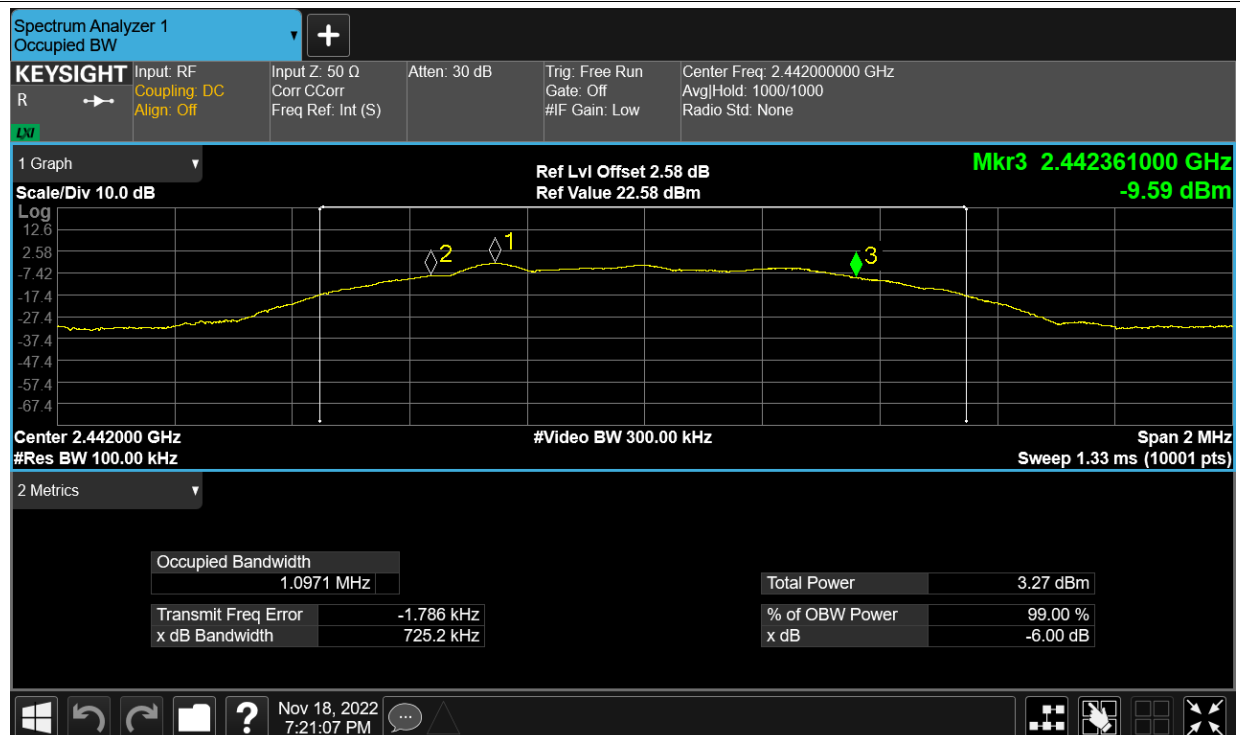 Spectrum Analyzer 1
Occupied BW
+
KEYSIGHT
R
LXI
Input: RF
Coupling: DC
Align: Off
Input Z: 50 Ω
Corr CCorr
Freq Ref: Int (S)
Atten: 30 dB
Trig: Free Run
Gate: Off
#IF Gain: Low
Center Freq: 2.442000000 GHz
Avg|Hold: 1000/1000
Radio Std: None
1 Graph
Scale/Div 10.0 dB
Ref Lvl Offset 2.58 dB
Ref Value 22.58 dBm
Mkr3 2.442361000 GHz
-9.59 dBm
Log
12.6
2.58
-7.42
-17.4
-27.4
-37.4
-47.4
-57.4
-67.4
2
1
3
Center 2.442000 GHz
#Video BW 300.00 kHz
Span 2 MHz
#Res BW 100.00 kHz
Sweep 1.33 ms (10001 pts)
2 Metrics
Occupied Bandwidth
1.0971 MHz
Total Power 3.27 dBm
Transmit Freq Error -1.786 kHz
% of OBW Power 99.00 %
x dB Bandwidth 725.2 kHz
x dB -6.00 dB
?
Nov 18, 2022
7:21:07 PM